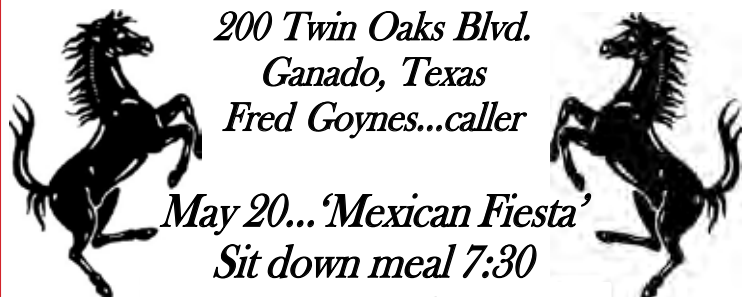 200 Twin Oaks Blvd.
Ganado, Texas
Fred Goynes...caller
May 20...‘Mexican Fiesta’
Sit down meal 7:30